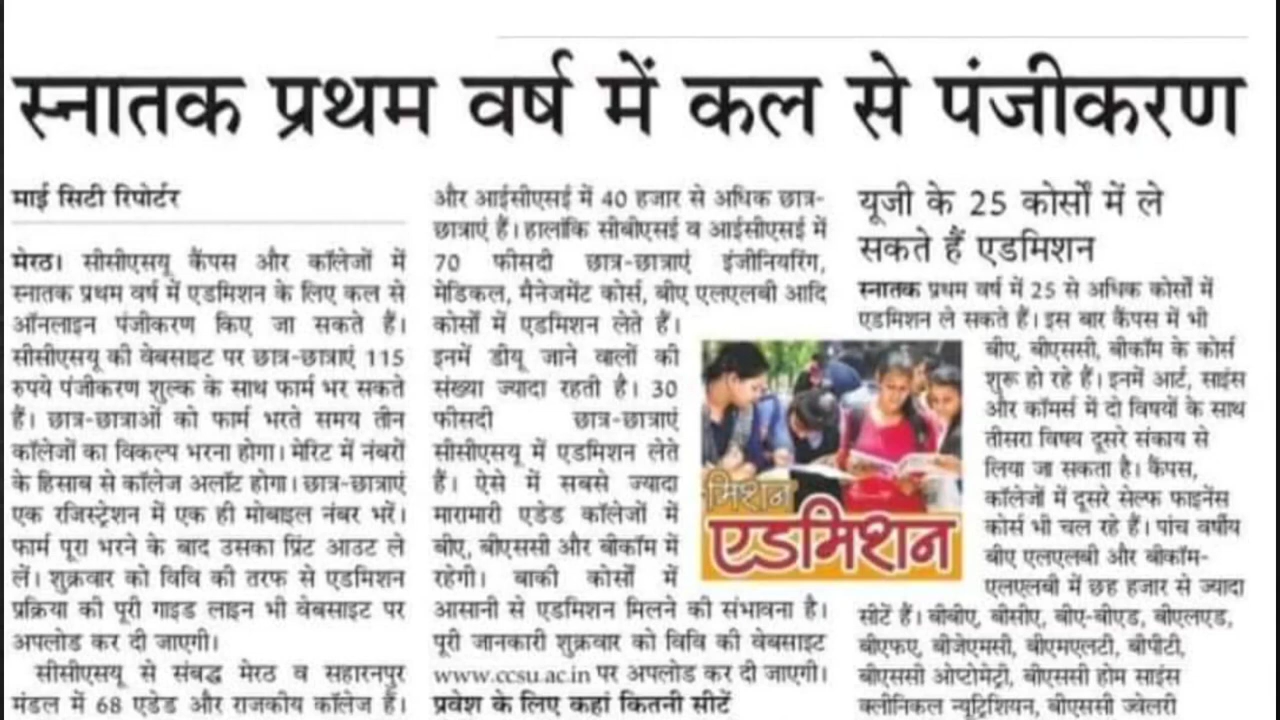 स्नातक प्रथम वर्ष में कल से पंजीकरण
माई सिटी रिपोर्टर
मेरठ। सीसीएसयू कैंपस और कॉलेजों में
स्नातक प्रथम वर्ष में एडमिशन के लिए कल से
ऑनलाइन पंजीकरण किए जा सकते हैं।
सीसीएसयू की वेबसाइट पर छात्र-छात्राएं 115
रुपये पंजीकरण शुल्क के साथ फार्म भर सकते
हैं। छात्र-छात्राओं को फार्म भरते समय तीन
कॉलेजों का विकल्प भरना होगा। मेरिट में नंबरों
के हिसाब से कॉलेज अलॉट होगा। छात्र-छात्राएं
एक रजिस्ट्रेशन में एक ही मोबाइल नंबर भरें।
फार्म पूरा भरने के बाद उसका प्रिंट आउट ले
लें। शुक्रवार को विवि की तरफ से एडमिशन
प्रक्रिया की पूरी गाइड लाइन भी वेबसाइट पर
अपलोड कर दी जाएगी।
सीसीएसयू से संबद्ध मेरठ व सहारनपुर
मंडल में 68 एडेड और राजकीय कॉलेज हैं।
और आईसीएसई में 40 हजार से अधिक छात्र-
छात्राएं हैं। हालांकि सीबीएसई व आईसीएसई में
70 फीसदी छात्र-छात्राएं इंजीनियरिंग,
मेडिकल, मैनेजमेंट कोर्स, बीए एलएलबी आदि
कोर्सों में एडमिशन लेते हैं।
इनमें डीयू जाने वालों की
संख्या ज्यादा रहती है। 30
फीसदी छात्र-छात्राएं
सीसीएसयू में एडमिशन लेते
हैं। ऐसे में सबसे ज्यादा
मारामारी एडेड कॉलेजों में
बीए, बीएससी और बीकॉम में
रहेगी। बाकी कोर्सों में
आसानी से एडमिशन मिलने की संभावना है।
पूरी जानकारी शुक्रवार को विवि की वेबसाइट
www.ccsu.ac.in पर अपलोड कर दी जाएगी।
प्रवेश के लिए कहां कितनी सीटें
मिशन
एडमिशन
यूजी के 25 कोर्सों में ले
सकते हैं एडमिशन
स्नातक प्रथम वर्ष में 25 से अधिक कोर्सों में
एडमिशन ले सकते हैं। इस बार कैंपस में भी
बीए, बीएससी, बीकॉम के कोर्स
शुरू हो रहे हैं। इनमें आर्ट, साइंस
और कॉमर्स में दो विषयों के साथ
तीसरा विषय दूसरे संकाय से
लिया जा सकता है। कैंपस,
कॉलेजों में दूसरे सेल्फ फाइनेंस
कोर्स भी चल रहे हैं। पांच वर्षीय
बीए एलएलबी और बीकॉम-
एलएलबी में छह हजार से ज्यादा
सीटें हैं। बीबीए, बीसीए, बीए-बीएड, बीएलएड,
बीएफए, बीजेएमसी, बीएमएलटी, बीपीटी,
बीएससी ओप्टोमेट्री, बीएससी होम साइंस
क्लीनिकल न्यूट्रिशियन, बीएससी ज्वेलरी